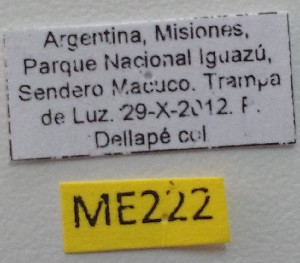 Argentina, Misiones,
Parque Nacional Iguazú,
Sendero Macuco. Trampa
de Luz. 29-X-2012. P.
Dellapé col
ME222